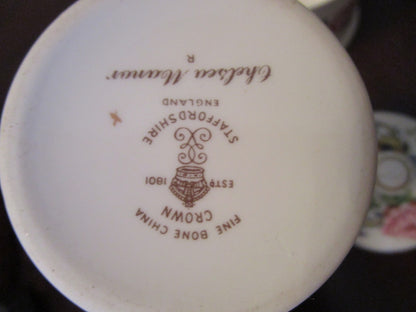 FINE BONE CHINA
CROWN
ESTD 1801
STAFFORDSHIRE
ENGLAND
Chelsea Manor
R